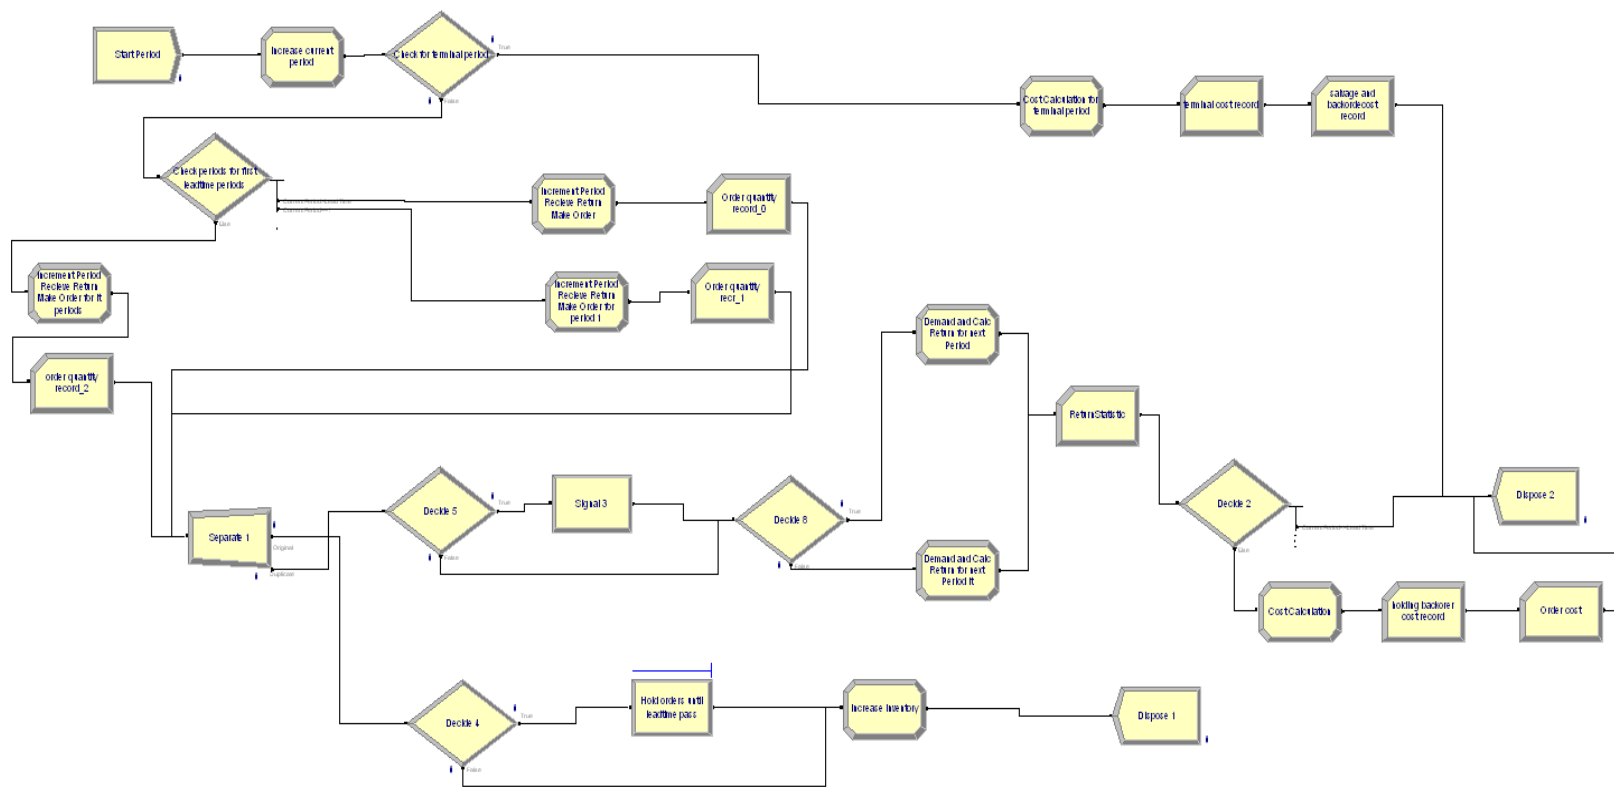 Start Period
Increase current
period
Check for terminal period
True
False
Cost Calculation for
terminal period
terminal cost record
salvage and
backordecost
record
Check periods for first
leadtime periods
Else
Increment Period
Recieve Return
Make Order
Order quantity
record_0
Increment Period
Recieve Return
Make Order for lt
periods
Increment Period
Recieve Return
Make Order for
period 1
Order quantity
recr_1
order quantity
record_2
Demand and Calc
Return for next
Period
Return Statistic
Separate 1
Original
Duplicate
Decide 5
True
False
Signal 3
Decide 8
True
False
Demand and Calc
Return for next
Period lt
Decide 2
Else
Dispose 2
Cost Calculation
holding backorer
cost record
Order cost
Decide 4
True
False
Hold orders until
leadtime pass
Increase Inventory
Dispose 1